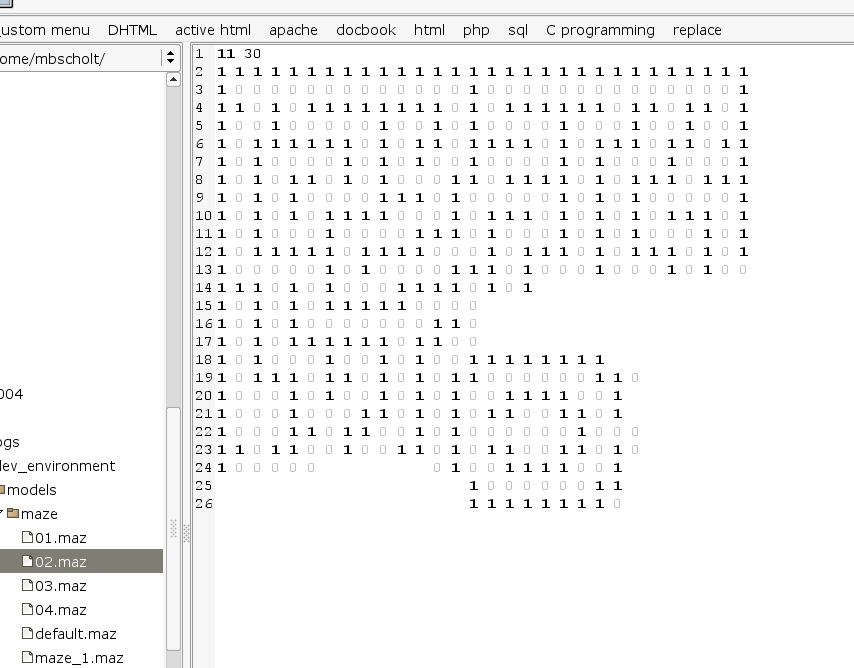 ustom menu DHTML active html apache docbook html php sql C programming replace
ome/mbscholt/
1 11 30
2 1 1 1 1 1 1 1 1 1 1 1 1 1 1 1 1 1 1 1 1 1 1 1 1 1 1 1 1 1 1
3 1 0 0 0 0 0 0 0 0 0 0 0 0 0 1 0 0 0 0 0 0 0 0 0 0 0 0 0 0 1
4 1 1 0 1 0 1 1 1 1 1 1 1 1 0 1 0 1 1 1 1 1 1 0 1 1 0 1 1 0 1
5 1 0 0 1 0 0 0 0 0 1 0 0 1 0 1 0 0 0 0 1 0 0 0 1 0 0 1 0 0 1
6 1 0 1 1 1 1 1 1 0 1 0 1 1 0 1 1 1 1 0 1 0 1 1 1 0 1 1 0 1 1
7 1 0 1 0 0 0 0 1 0 1 0 1 0 0 1 0 0 0 0 1 0 1 0 0 0 1 0 0 0 1
8 1 0 1 0 1 1 0 1 0 1 0 0 0 1 1 0 1 1 1 1 0 1 0 1 1 1 0 1 1 1
9 1 0 1 0 1 0 0 0 0 1 1 1 0 1 0 0 0 0 0 1 0 1 0 1 0 0 0 0 0 1
10 1 0 1 0 1 0 1 1 1 1 0 0 0 1 0 1 1 1 0 1 0 1 0 1 0 1 1 1 0 1
11 1 0 1 0 0 0 1 0 0 0 0 1 1 1 0 0 0 1 0 1 0 1 0 1 0 0 0 1 0 1
12 1 0 1 1 1 1 1 0 1 1 1 1 0 0 0 1 0 1 1 1 0 1 0 1 1 1 0 1 0 1
13 1 0 0 0 0 0 1 0 1 0 0 0 0 1 1 1 0 1 0 0 0 1 0 0 0 1 0 1 0 0
14 1 1 1 0 1 0 1 0 0 0 1 1 1 1 0 1 0 1
15 1 0 1 0 1 0 1 1 1 1 1 0 0 0 0
16 1 0 1 0 1 0 0 0 0 0 0 0 1 1 0
17 1 0 1 0 1 1 1 1 1 1 0 1 1 0 0
18 1 0 1 0 0 0 1 0 0 1 0 1 0 0 1 1 1 1 1 1 1 1
19 1 0 1 1 1 0 1 1 0 1 0 1 0 1 1 0 0 0 0 0 0 1 1 0
20 1 0 0 0 1 0 1 0 0 1 0 1 0 1 0 0 1 1 1 1 0 0 1
21 1 0 0 0 1 0 0 0 1 1 0 1 0 1 0 1 1 0 0 1 1 0 1
22 1 0 0 0 1 1 0 1 1 0 0 1 0 1 0 0 0 0 0 0 1 0 0 0
23 1 1 0 1 1 0 0 1 0 0 1 1 0 1 0 1 1 0 0 1 1 0 1 0
24 1 0 0 0 0 0 0 1 0 0 1 1 1 1 0 0 1
25 1 0 0 0 0 0 0 1 1
26 1 1 1 1 1 1 1 1 0
004
ogs
lev_environment
models
maze
01.maz
02.maz
03.maz
04.maz
default.maz
maze_1.maz